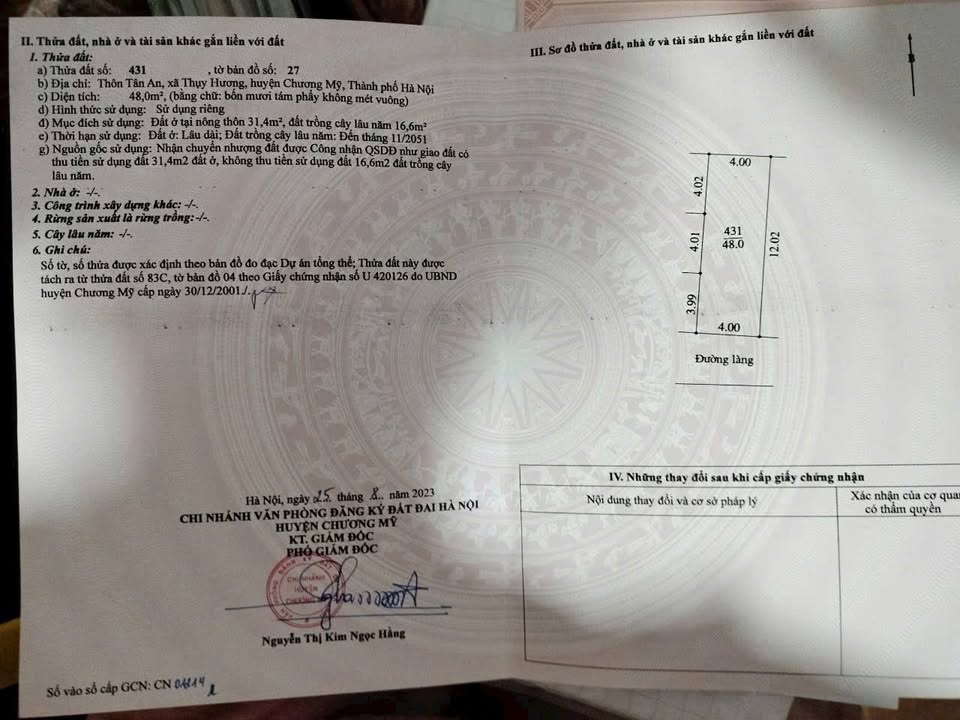 II. Thửa đất, nhà ở và tài sản khác gắn liền với đất
1. Thửa đất:
a) Thửa đất số: 431 , tờ bản đồ số: 27
b) Địa chỉ: Thôn Tân An, xã Thụy Hương, huyện Chương Mỹ, Thành phố Hà Nội
c) Diện tích: 48,0m², (bằng chữ: bốn mươi tám phẩy không mét vuông)
d) Hình thức sử dụng: Sử dụng riêng
đ) Mục đích sử dụng: Đất ở tại nông thôn 31,4m², đất trồng cây lâu năm 16,6m²
e) Thời hạn sử dụng: Đất ở: Lâu dài; Đất trồng cây lâu năm: Đến tháng 11/2051
g) Nguồn gốc sử dụng: Nhận chuyển nhượng đất được Công nhận QSDĐ như giao đất có
thu tiền sử dụng đất 31,4m2 đất ở, không thu tiền sử dụng đất 16,6m2 đất trồng cây
lâu năm.
2. Nhà ở: -/-.
3. Công trình xây dựng khác: -/-.
4. Rừng sản xuất là rừng trồng:-/-.
5. Cây lâu năm: -/-.
6. Ghi chú:
Số tờ, số thửa được xác định theo bản đồ đo đạc Dự án tổng thể; Thửa đất này được
tách ra từ thửa đất số 83C, tờ bản đồ 04 theo Giấy chứng nhận số U 420126 do UBND
huyện Chương Mỹ cấp ngày 30/12/2001./.
Hà Nội, ngày 25 tháng 8 năm 2023
CHI NHÁNH VĂN PHÒNG ĐĂNG KÝ ĐẤT ĐAI HÀ NỘI
HUYỆN CHƯƠNG MỸ
KT. GIÁM ĐỐC
PHÓ GIÁM ĐỐC
CHI NHÁNH
HUYỆN
CHƯƠNG MỸ
Nguyễn Thị Kim Ngọc Hằng
Số vào sổ cấp GCN: CN
III. Sơ đồ thửa đất, nhà ở và tài sản khác gắn liền với đất
B
4.00
4.02
4.01
3.99
431
48.0
12.02
4.00
Đường làng
IV. Những thay đổi sau khi cấp giấy chứng nhận
Nội dung thay đổi và cơ sở pháp lý
Xác nhận của cơ quan
có thẩm quyền